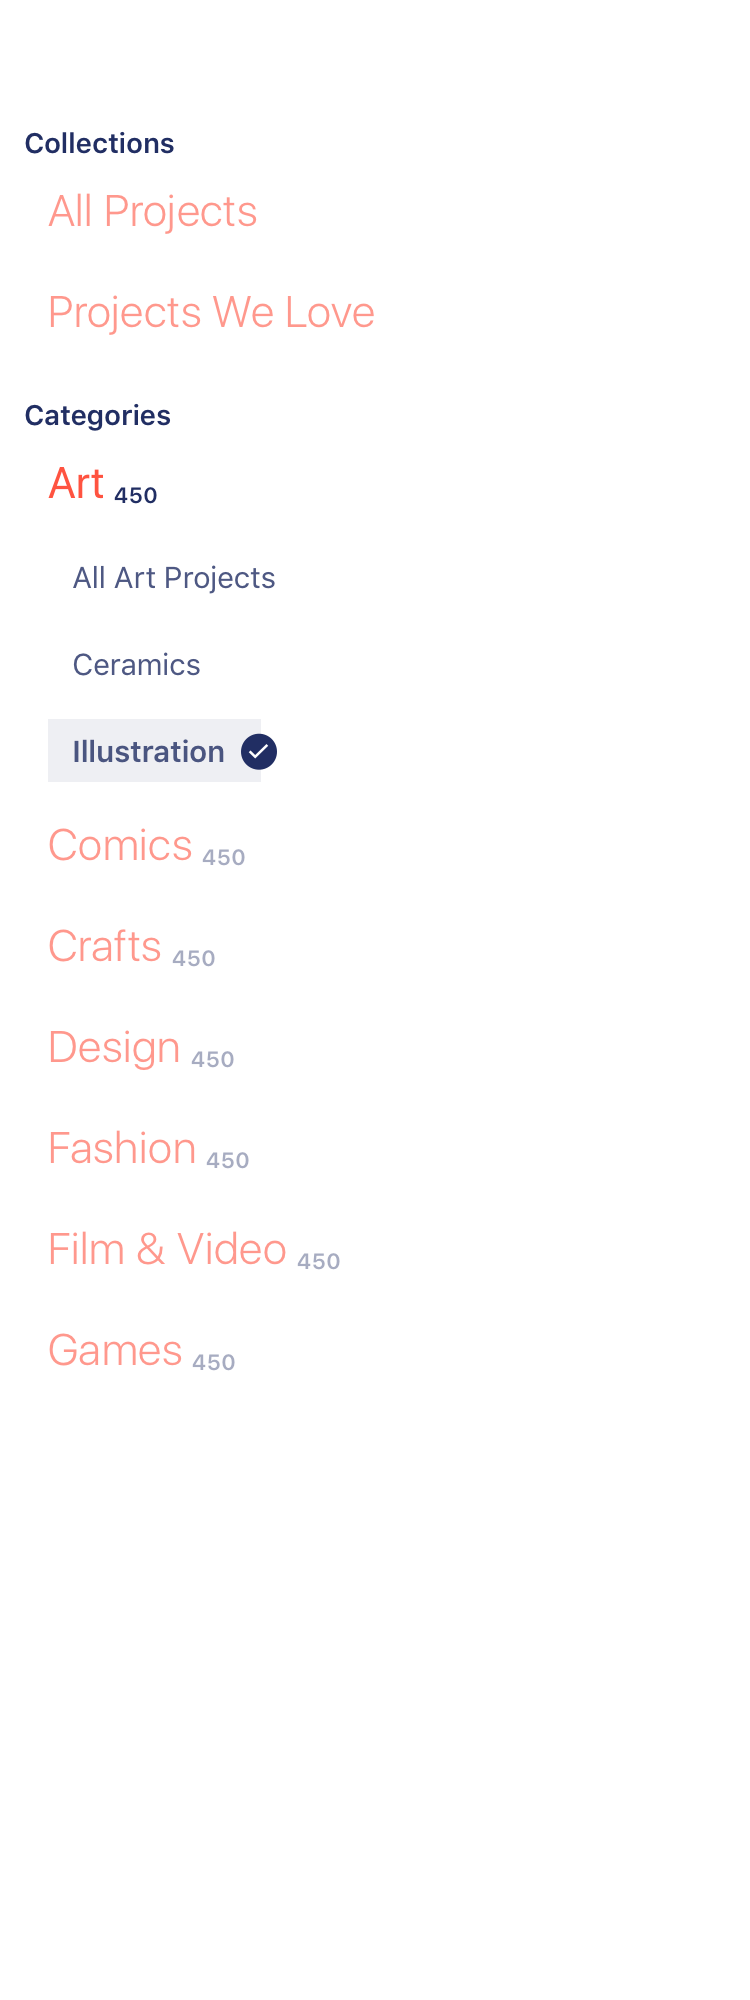 Collections
All Projects
Projects We Love
Categories
Art 450
All Art Projects
Ceramics
Illustration
Comics 450
Crafts 450
Design 450
Fashion 450
Film & Video 450
Games 450